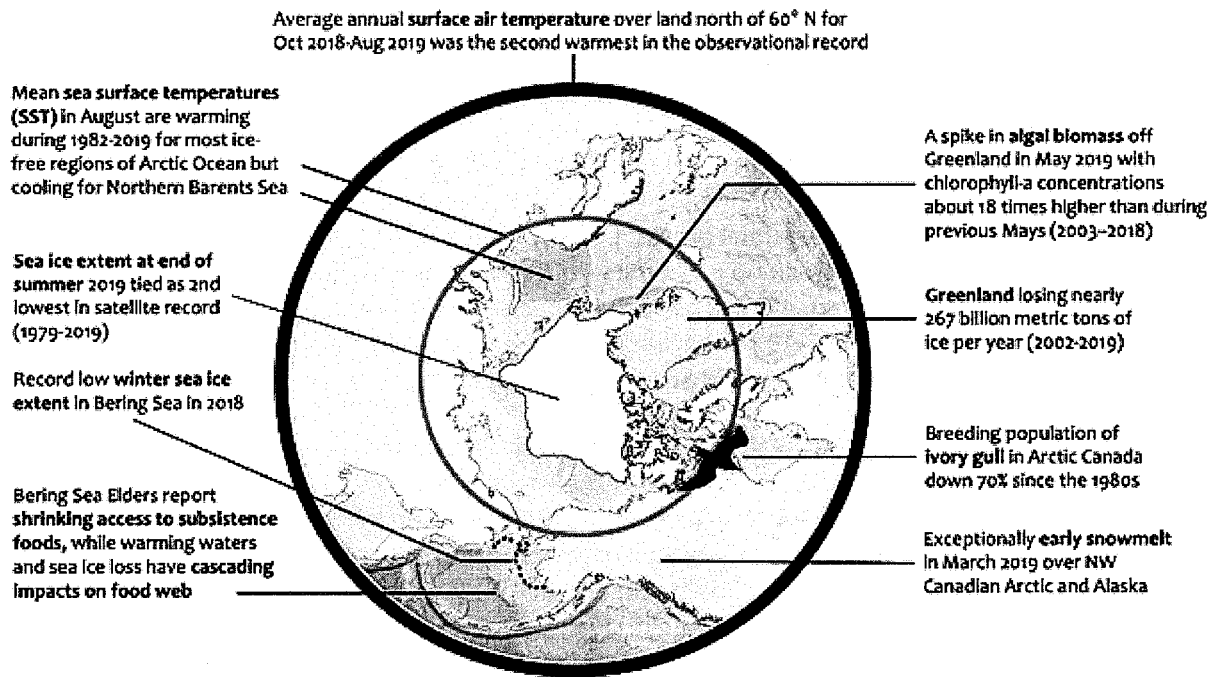 Average annual surface air temperature over land north of 60° N for
Oct 2018-Aug 2019 was the second warmest in the observational record
Mean sea surface temperatures
(SST) in August are warming
during 1982-2019 for most ice-
free regions of Arctic Ocean but
cooling for Northern Barents Sea
Sea ice extent at end of
summer 2019 tied as 2nd
lowest in satellite record
(1979-2019)
Record low winter sea ice
extent in Bering Sea in 2018
Bering Sea Elders report
shrinking access to subsistence
foods, while warming waters
and sea ice loss have cascading
impacts on food web
A spike in algal biomass off
Greenland in May 2019 with
chlorophyll-a concentrations
about 18 times higher than during
previous Mays (2003–2018)
Greenland losing nearly
267 billion metric tons of
ice per year (2002-2019)
Breeding population of
ivory gull in Arctic Canada
down 70% since the 1980s
Exceptionally early snowmelt
in March 2019 over NW
Canadian Arctic and Alaska